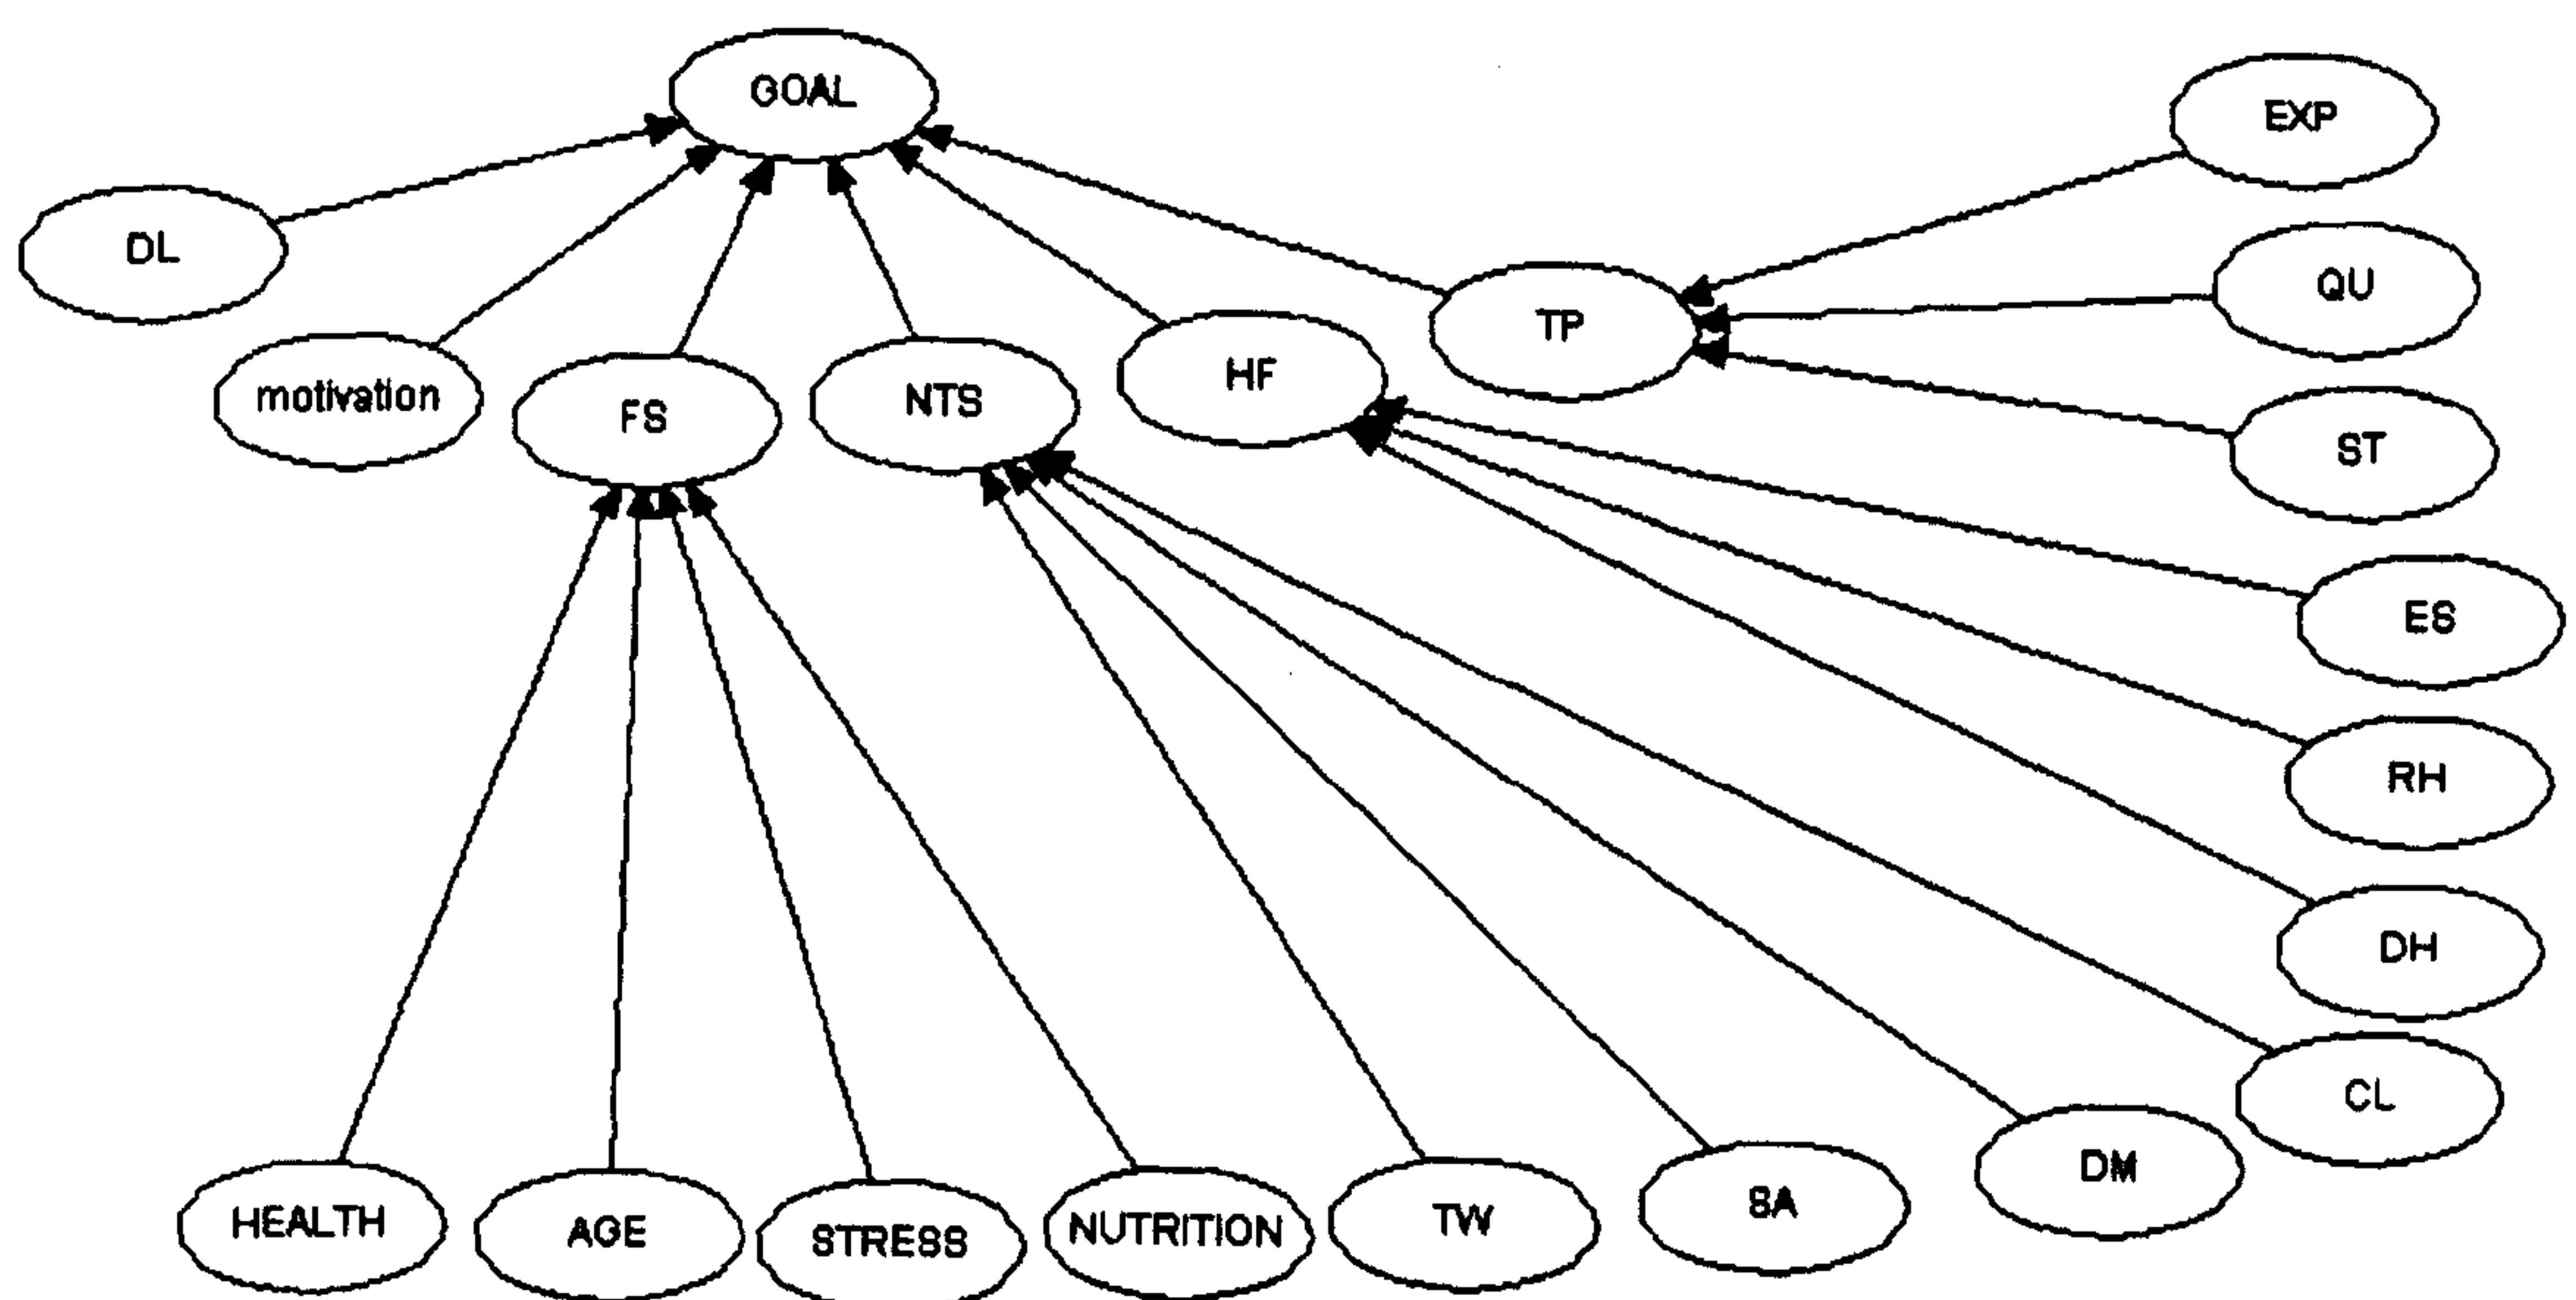 GOAL
EXP
DL
QU
TP
HF
motivation
NTS
FS
ST
ES
RH
DH
CL
DM
SA
HEALTH
AGE
STRESS
NUTRITION
TW